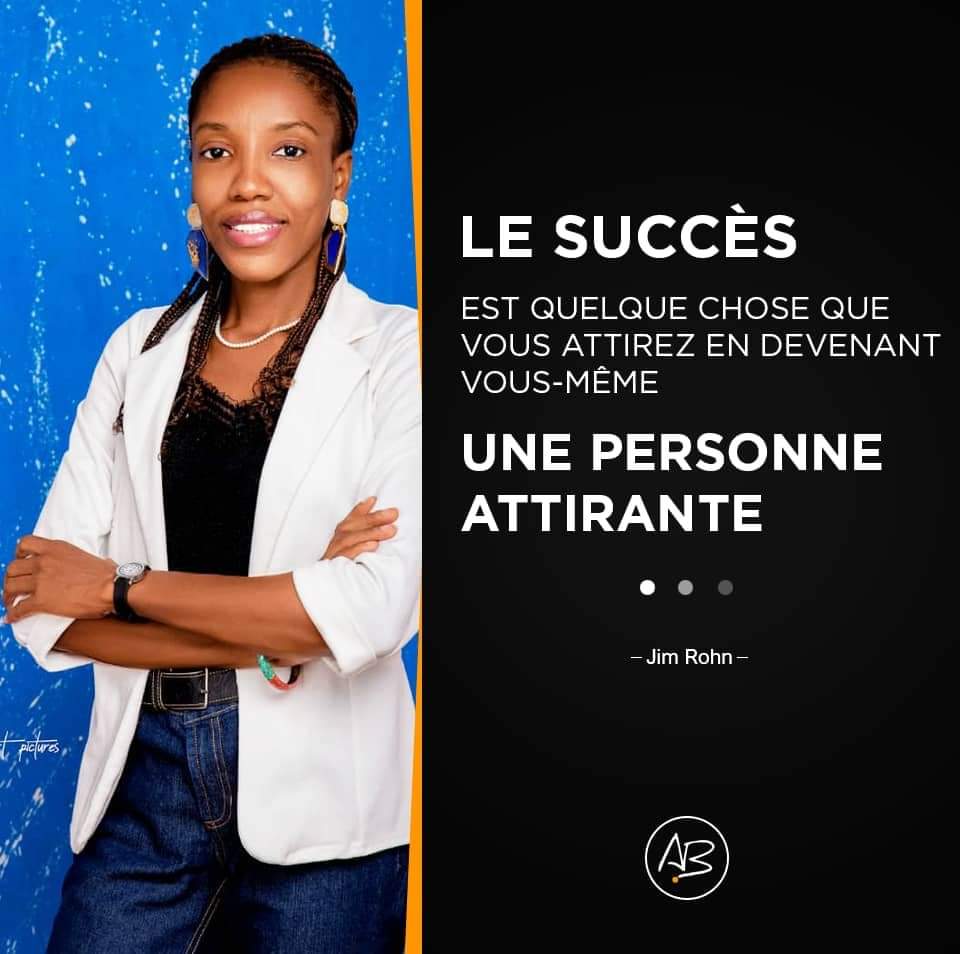 LE SUCCÈS
EST QUELQUE CHOSE QUE
VOUS ATTIREZ EN DEVENANT
VOUS-MÊME
UNE PERSONNE
ATTIRANTE
– Jim Rohn –
pictures
AB